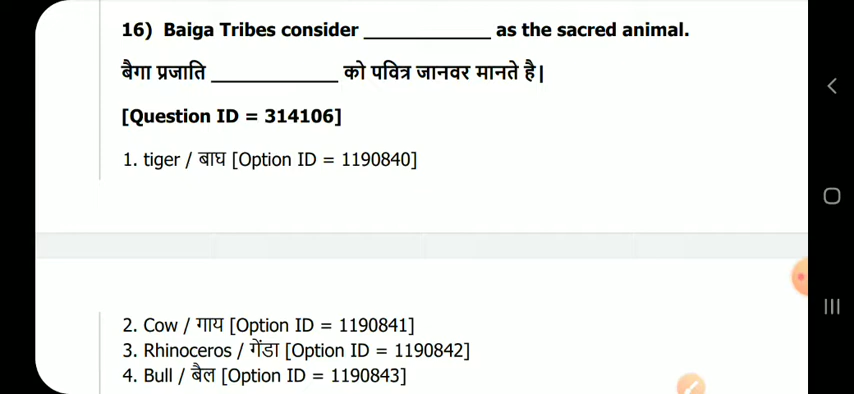 16) Baiga Tribes consider ____________ as the sacred animal.
बैगा प्रजाति ____________ को पवित्र जानवर मानते है|
[Question ID = 314106]
1. tiger / बाघ [Option ID = 1190840]
2. Cow / गाय [Option ID = 1190841]
3. Rhinoceros / गेंडा [Option ID = 1190842]
4. Bull / बैल [Option ID = 1190843]